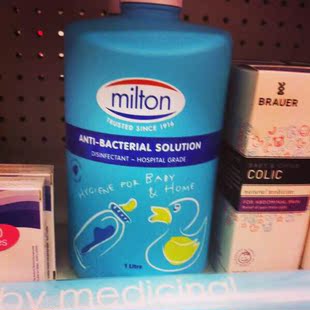 milton
TRUSTED SINCE 1916
ANTI-BACTERIAL SOLUTION
DISINFECTANT ~ HOSPITAL GRADE
HYGIENE FOR BABY & HOME
1 Litre
BRAUER
COLIC
FOR ABDOMINAL PAIN
by medicinal